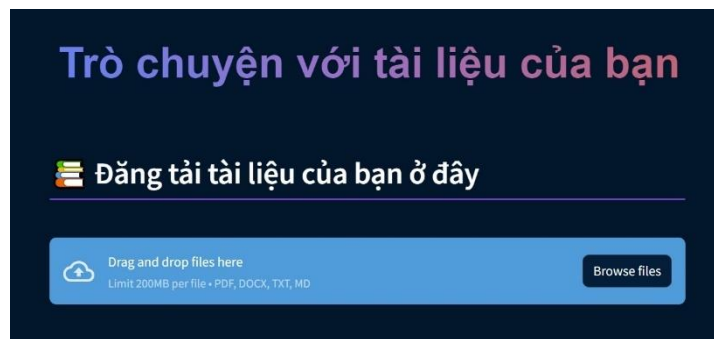 Trò chuyện với tài liệu của bạn
Đăng tải tài liệu của bạn ở đây
Drag and drop files here
Limit 200MB per file • PDF, DOCX, TXT, MD
Browse files